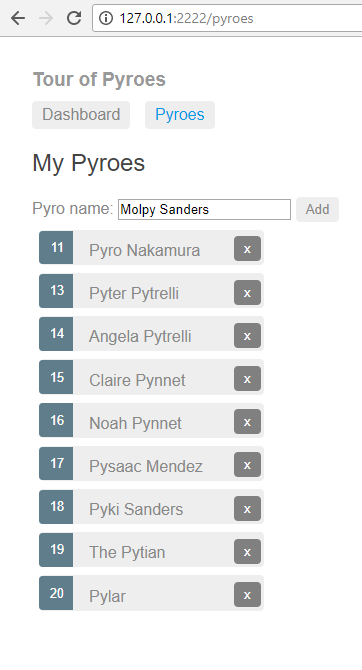 127.0.0.1:2222/pyroes
Tour of Pyroes
Dashboard Pyroes
My Pyroes
Pyro name: Molpy Sanders Add
11 Pyro Nakamura x
13 Pyter Pytrelli x
14 Angela Pytrelli x
15 Claire Pynnet x
16 Noah Pynnet x
17 Pysaac Mendez x
18 Pyki Sanders x
19 The Pytian x
20 Pylar x